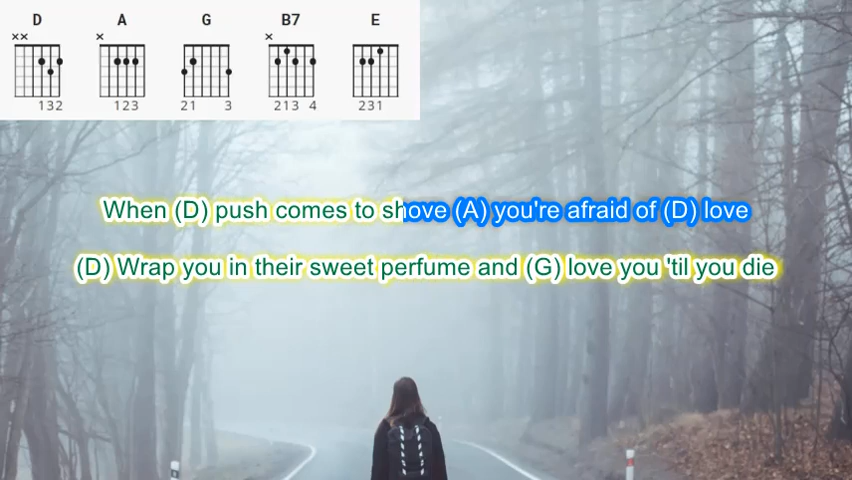 D A G B7 E
xx x x
132 123 21 3 213 4 231
When (D) push comes to shove (A) you're afraid of (D) love
(D) Wrap you in their sweet perfume and (G) love you 'til you die